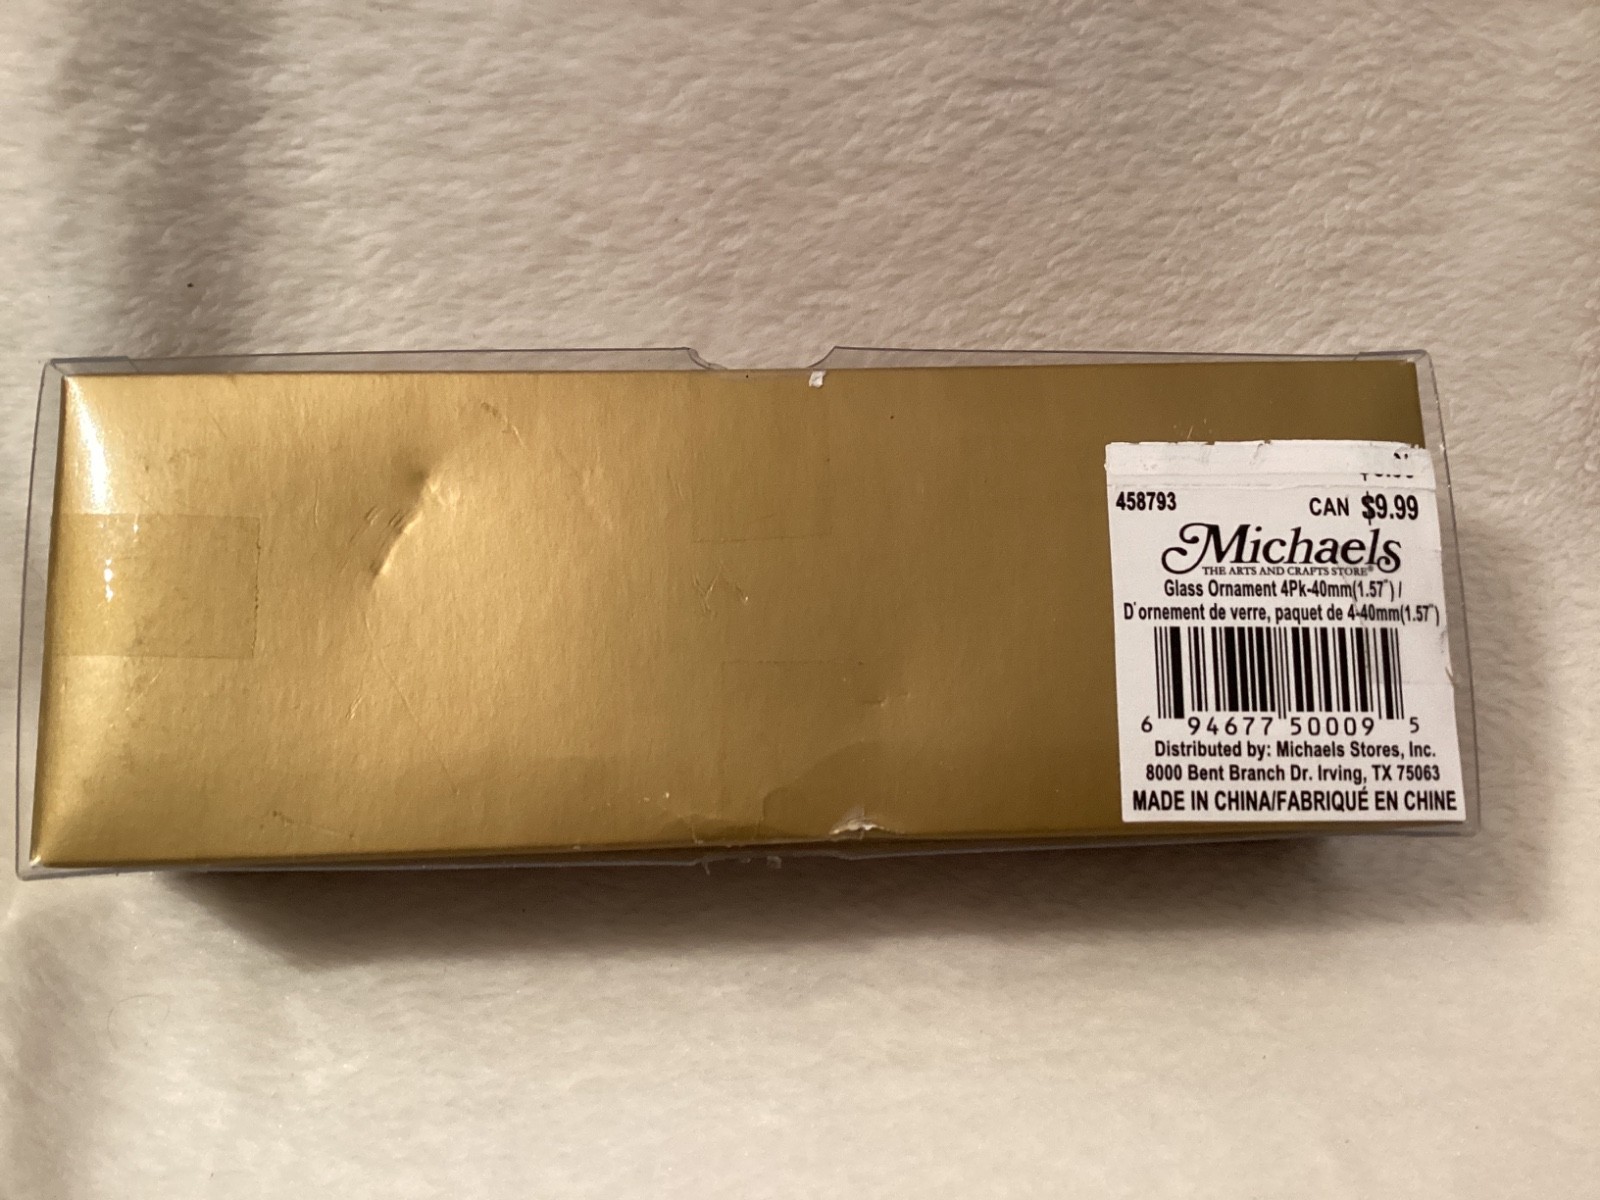 458793 CAN $9.99
Michaels
THE ARTS AND CRAFTS STORE®
Glass Ornament 4Pk-40mm(1.57") /
D'ornement de verre, paquet de 4-40mm(1.57")
6 94677 50009 5
Distributed by: Michaels Stores, Inc.
8000 Bent Branch Dr. Irving, TX 75063
MADE IN CHINA/FABRIQUÉ EN CHINE